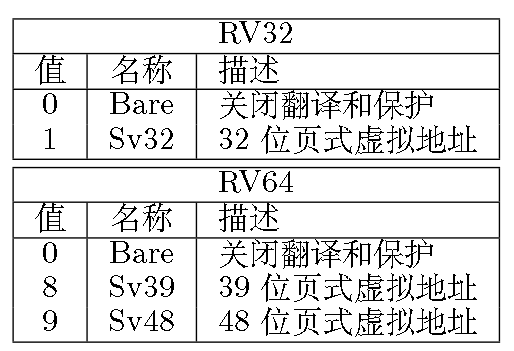 RV32
值 名称 描述
0 Bare 关闭翻译和保护
1 Sv32 32 位页式虚拟地址
RV64
值 名称 描述
0 Bare 关闭翻译和保护
8 Sv39 39 位页式虚拟地址
9 Sv48 48 位页式虚拟地址